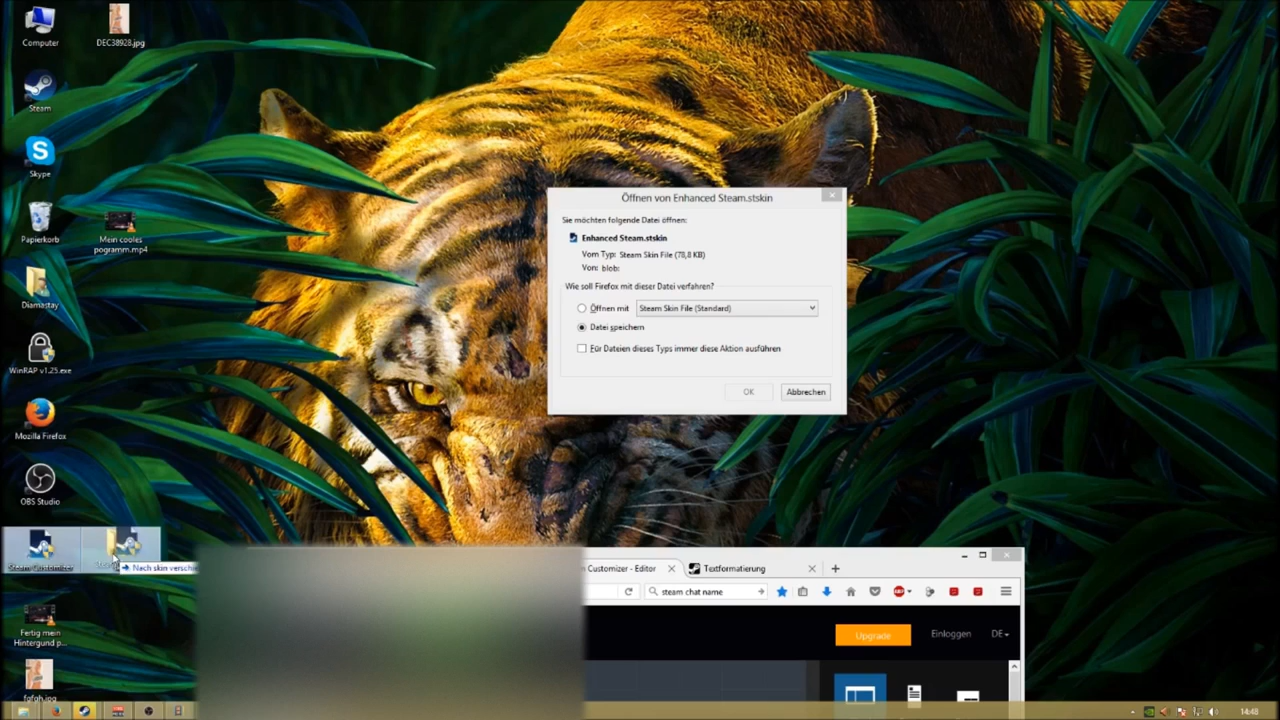 Computer
DEC38928.jpg
Steam
Skype
Papierkorb
Mein cooles
pogramm.mp4
Diamastay
WinRAP v1.25.exe
Mozilla Firefox
OBS Studio
Steam Customizer
Nach skin verschi
Fertig mein
Hintergund p...
fgfgh.jpg
Öffnen von Enhanced Steam.stskin
Sie möchten folgende Datei öffnen:
Enhanced Steam.stskin
Vom Typ: Steam Skin File (78,8 KB)
Von: blob:
Wie soll Firefox mit dieser Datei verfahren?
Öffnen mit Steam Skin File (Standard)
Datei speichern
Für Dateien dieses Typs immer diese Aktion ausführen
OK Abbrechen
Customizer - Editor Textformatierung
steam chat name
Upgrade Einloggen DE
14:48